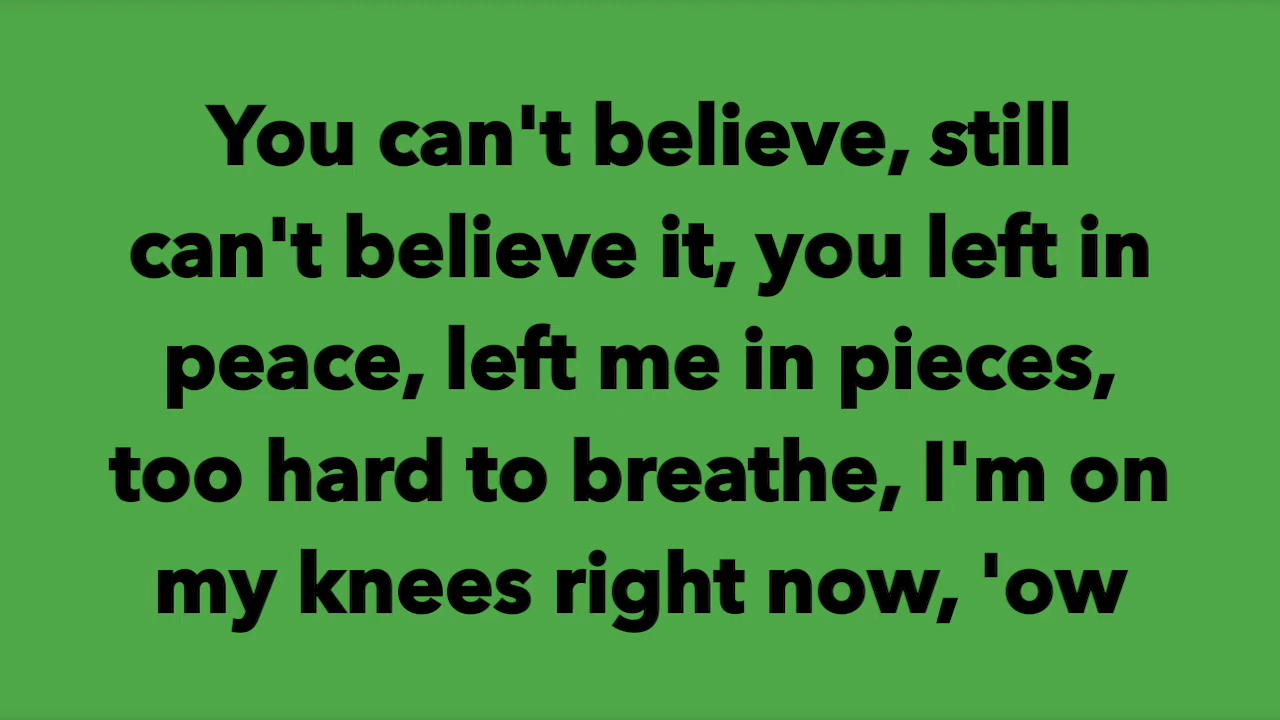 You can't believe, still
can't believe it, you left in
peace, left me in pieces,
too hard to breathe, I'm on
my knees right now, 'ow